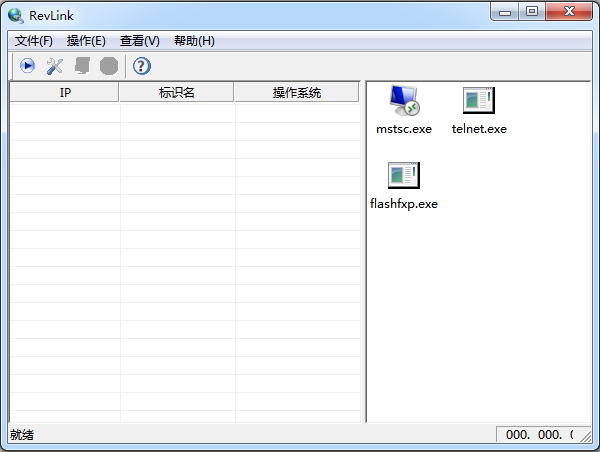 RevLink
文件(F) 操作(E) 查看(V) 帮助(H)
IP 标识名 操作系统
mstsc.exe telnet.exe
flashfxp.exe
就绪 000. 000. (